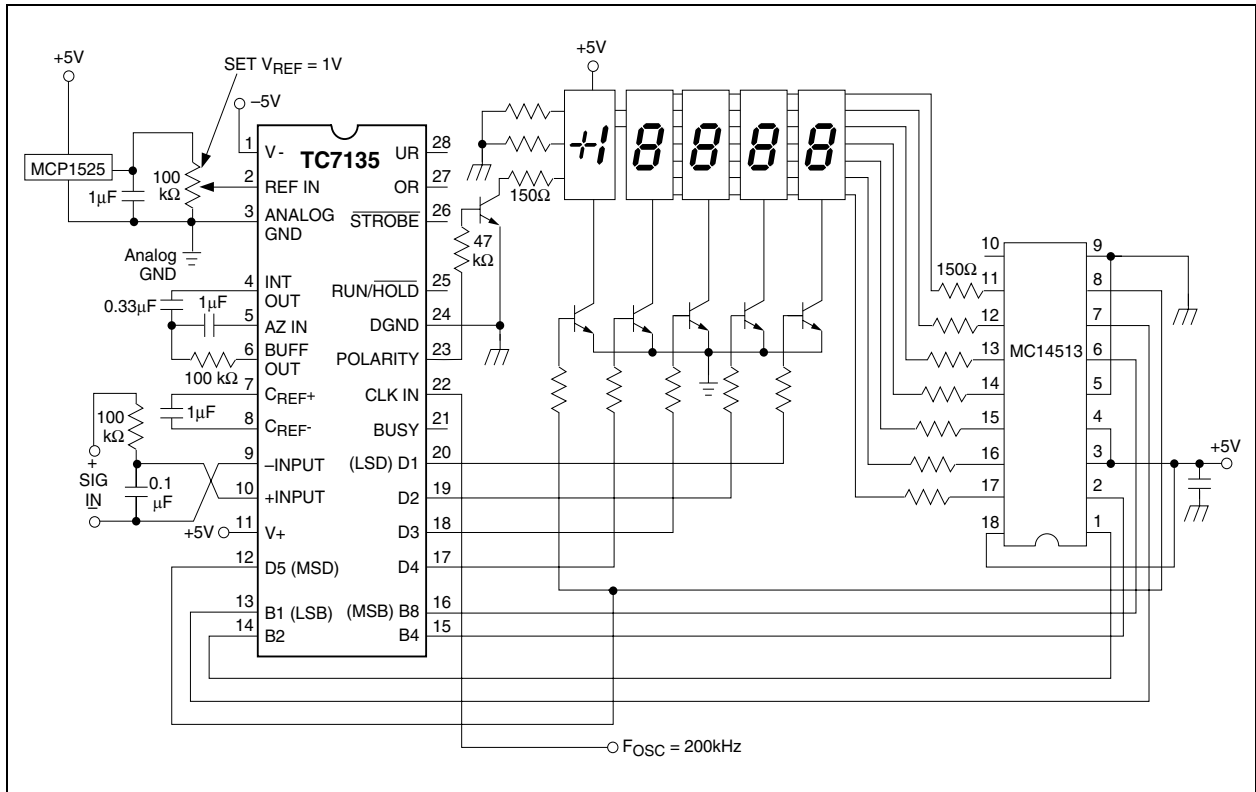 +5V
SET VREF = 1V
–5V
MCP1525
1µF
100
kΩ
Analog
GND
0.33µF
1µF
100 kΩ
1µF
100
kΩ
+
SIG
IN
–
0.1
µF
+5V
TC7135
1 V-
2 REF IN
3 ANALOG
GND
4 INT
OUT
5 AZ IN
6 BUFF
OUT
7 CREF+
8 CREF-
9 –INPUT
10 +INPUT
11 V+
12 D5 (MSD)
13 B1 (LSB)
14 B2
UR 28
OR 27
STROBE 26
RUN/HOLD 25
DGND 24
POLARITY 23
CLK IN 22
BUSY 21
(LSD) D1 20
D2 19
D3 18
D4 17
(MSB) B8 16
B4 15
+5V
+1 8 8 8 8
150Ω
47
kΩ
150Ω
MC14513
10 9
11 8
12 7
13 6
14 5
15 4
16 3
17 2
18 1
+5V
FOSC = 200kHz